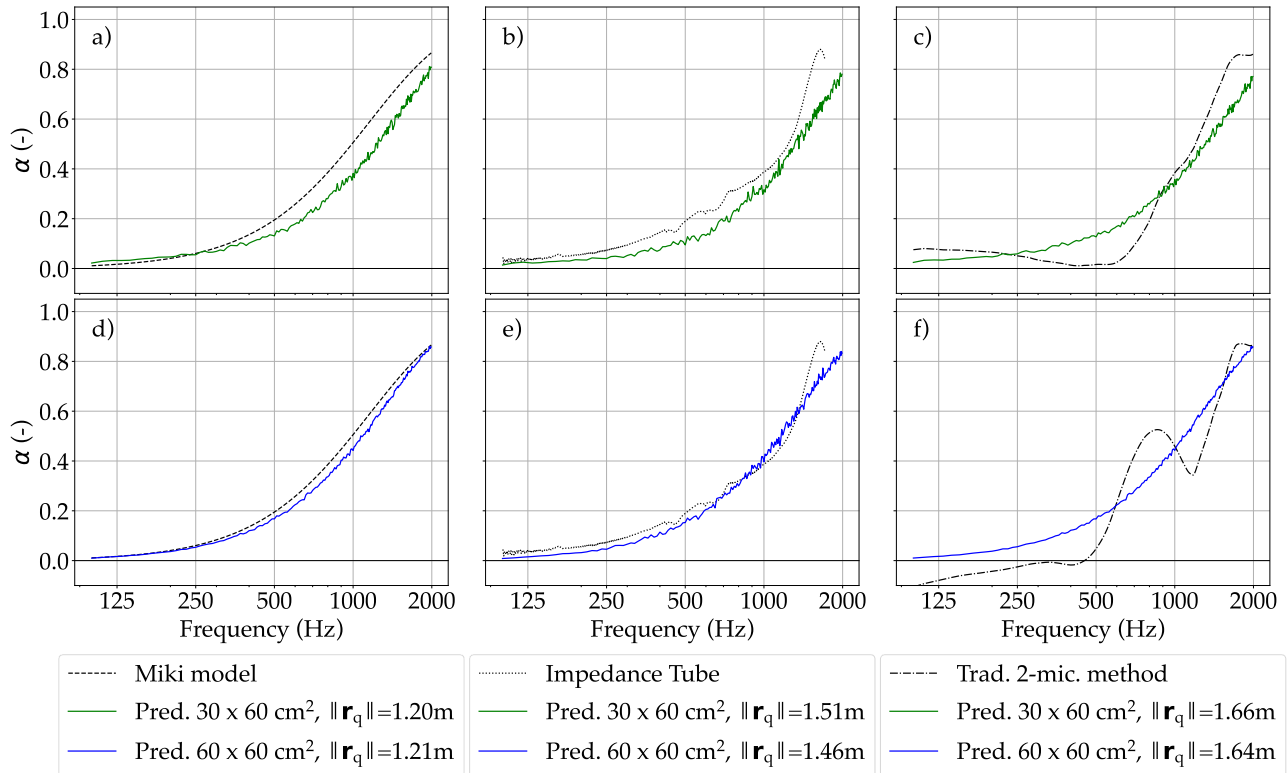 a) b) c)
1.0
0.8
0.6
α (-)
0.4
0.2
0.0
d) e) f)
1.0
0.8
0.6
α (-)
0.4
0.2
0.0
125 250 500 1000 2000 125 250 500 1000 2000 125 250 500 1000 2000
Frequency (Hz) Frequency (Hz) Frequency (Hz)
Miki model Impedance Tube Trad. 2-mic. method
Pred. 30 x 60 cm², ‖r_q‖=1.20m Pred. 30 x 60 cm², ‖r_q‖=1.51m Pred. 30 x 60 cm², ‖r_q‖=1.66m
Pred. 60 x 60 cm², ‖r_q‖=1.21m Pred. 60 x 60 cm², ‖r_q‖=1.46m Pred. 60 x 60 cm², ‖r_q‖=1.64m